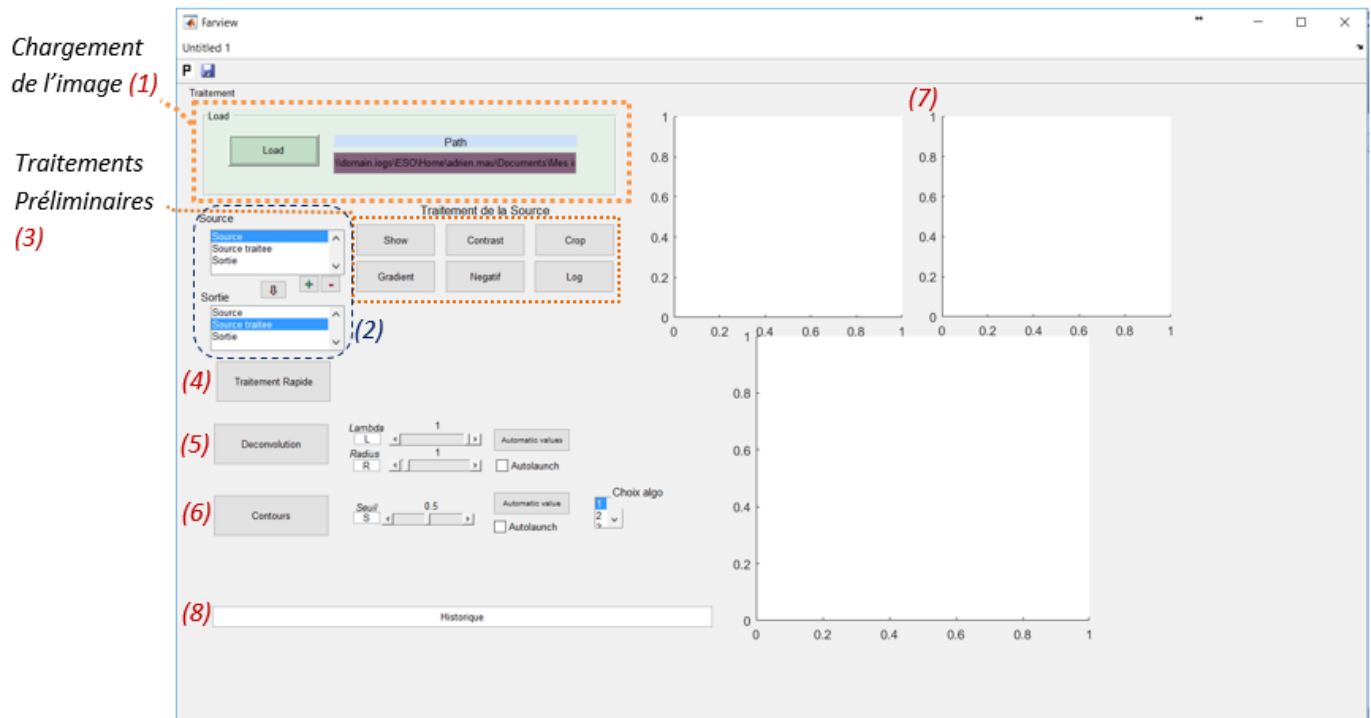 Farview
Untitled 1
P
Chargement
de l'image (1)
Traitement
Load
Load
Path
\\domain.iogs\ESO\Home\adrien.mau\Documents\Mes i
(7)
Traitements
Préliminaires
(3)
Source
Source
Source traitee
Sortie
+ -
Sortie
Source
Source traitee
Sortie
(2)
Traitement de la Source
Show
Contrast
Crop
Gradient
Negatif
Log
(4)
Traitement Rapide
(5)
Deconvolution
Lambda
L
1
Radius
R
1
Automatic values
Autolaunch
(6)
Contours
Seuil
S
0.5
Automatic value
Autolaunch
Choix algo
1
2
(8)
Historique
1
0.8
0.6
0.4
0.2
0
0 0.2 0.4 0.6 0.8 1
1
0.8
0.6
0.4
0.2
0
0 0.2 0.4 0.6 0.8 1
1
0.8
0.6
0.4
0.2
0
0 0.2 0.4 0.6 0.8 1